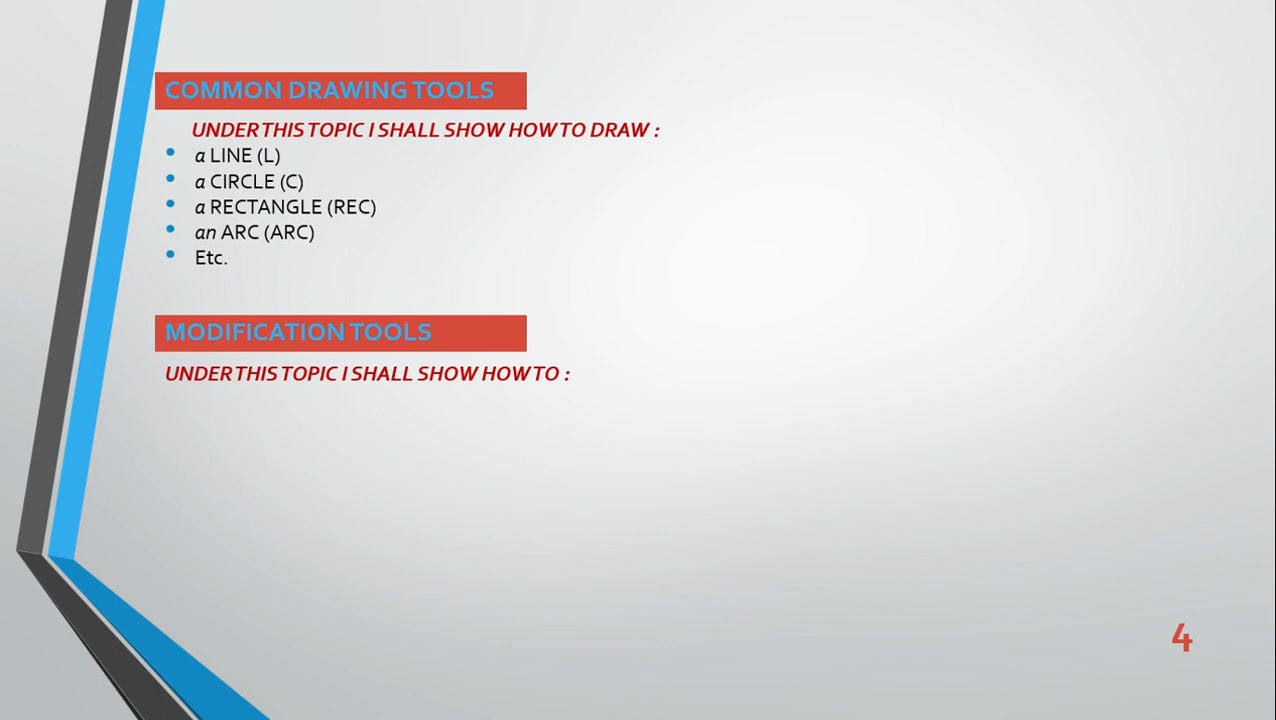 COMMON DRAWING TOOLS
UNDER THIS TOPIC I SHALL SHOW HOW TO DRAW :
• a LINE (L)
• a CIRCLE (C)
• a RECTANGLE (REC)
• an ARC (ARC)
• Etc.
MODIFICATION TOOLS
UNDER THIS TOPIC I SHALL SHOW HOW TO :
4